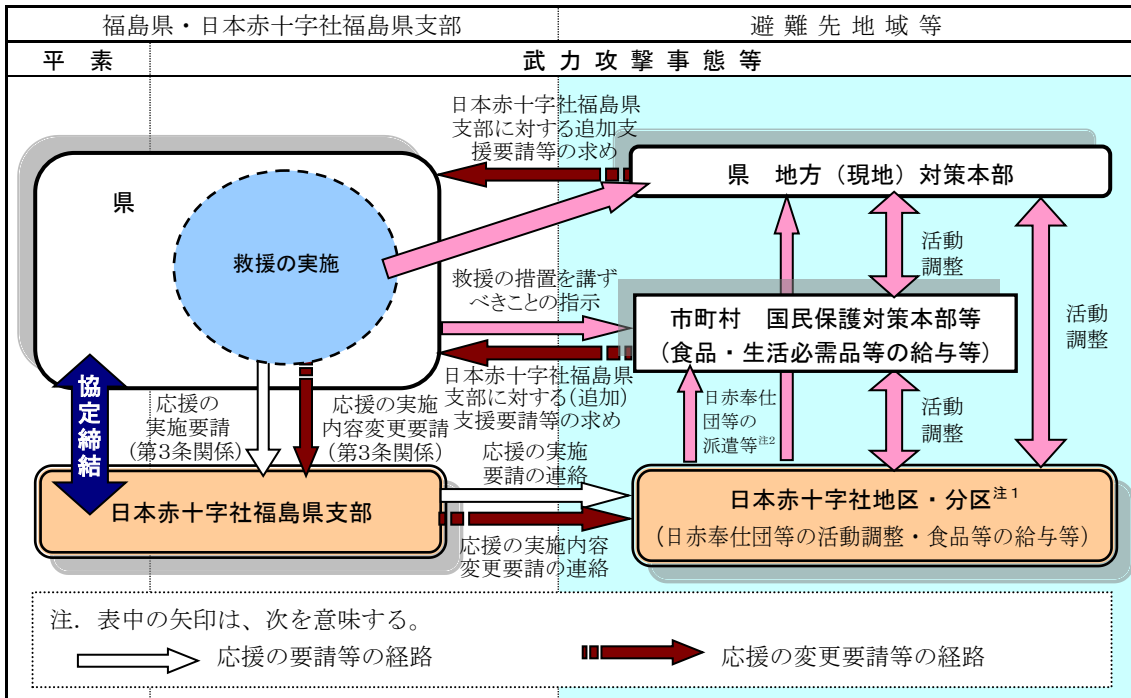 福島県・日本赤十字社福島県支部
避難先地域等
平素
武力攻撃事態等
日本赤十字社福島県
支部に対する追加支
援要請等の求め
県　地方（現地）対策本部
県
救援の実施
活動
調整
救援の措置を講ず
べきことの指示
市町村　国民保護対策本部等
（食品・生活必需品等の給与等）
活動
調整
協定締結
応援の
実施要請
（第3条関係）
応援の実施
内容変更要請
（第3条関係）
日本赤十字社福島県
支部に対する（追加）
支援要請等の求め
日赤奉仕
団等の
派遣等注2
活動
調整
応援の実施
要請の連絡
日本赤十字社福島県支部
日本赤十字社地区・分区注1
（日赤奉仕団等の活動調整・食品等の給与等）
応援の実施内容
変更要請の連絡
注．表中の矢印は、次を意味する。
応援の要請等の経路
応援の変更要請等の経路